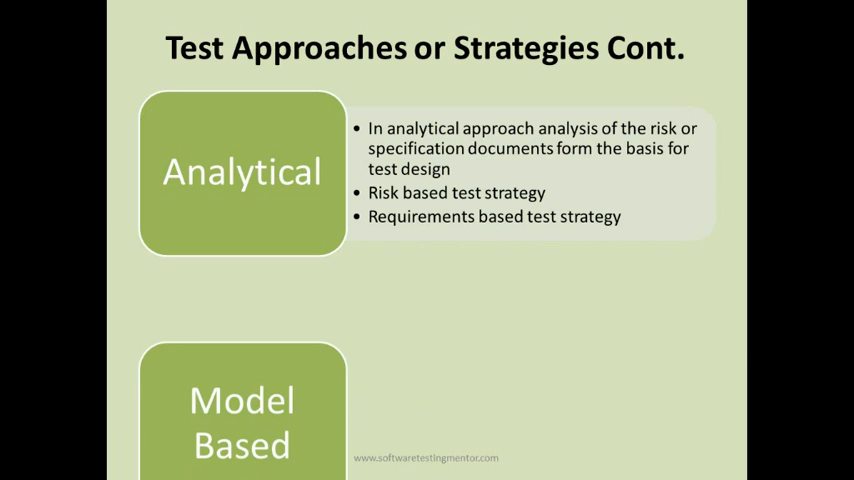 Test Approaches or Strategies Cont.
Analytical
• In analytical approach analysis of the risk or
specification documents form the basis for
test design
• Risk based test strategy
• Requirements based test strategy
Model
Based
www.softwaretestingmentor.com